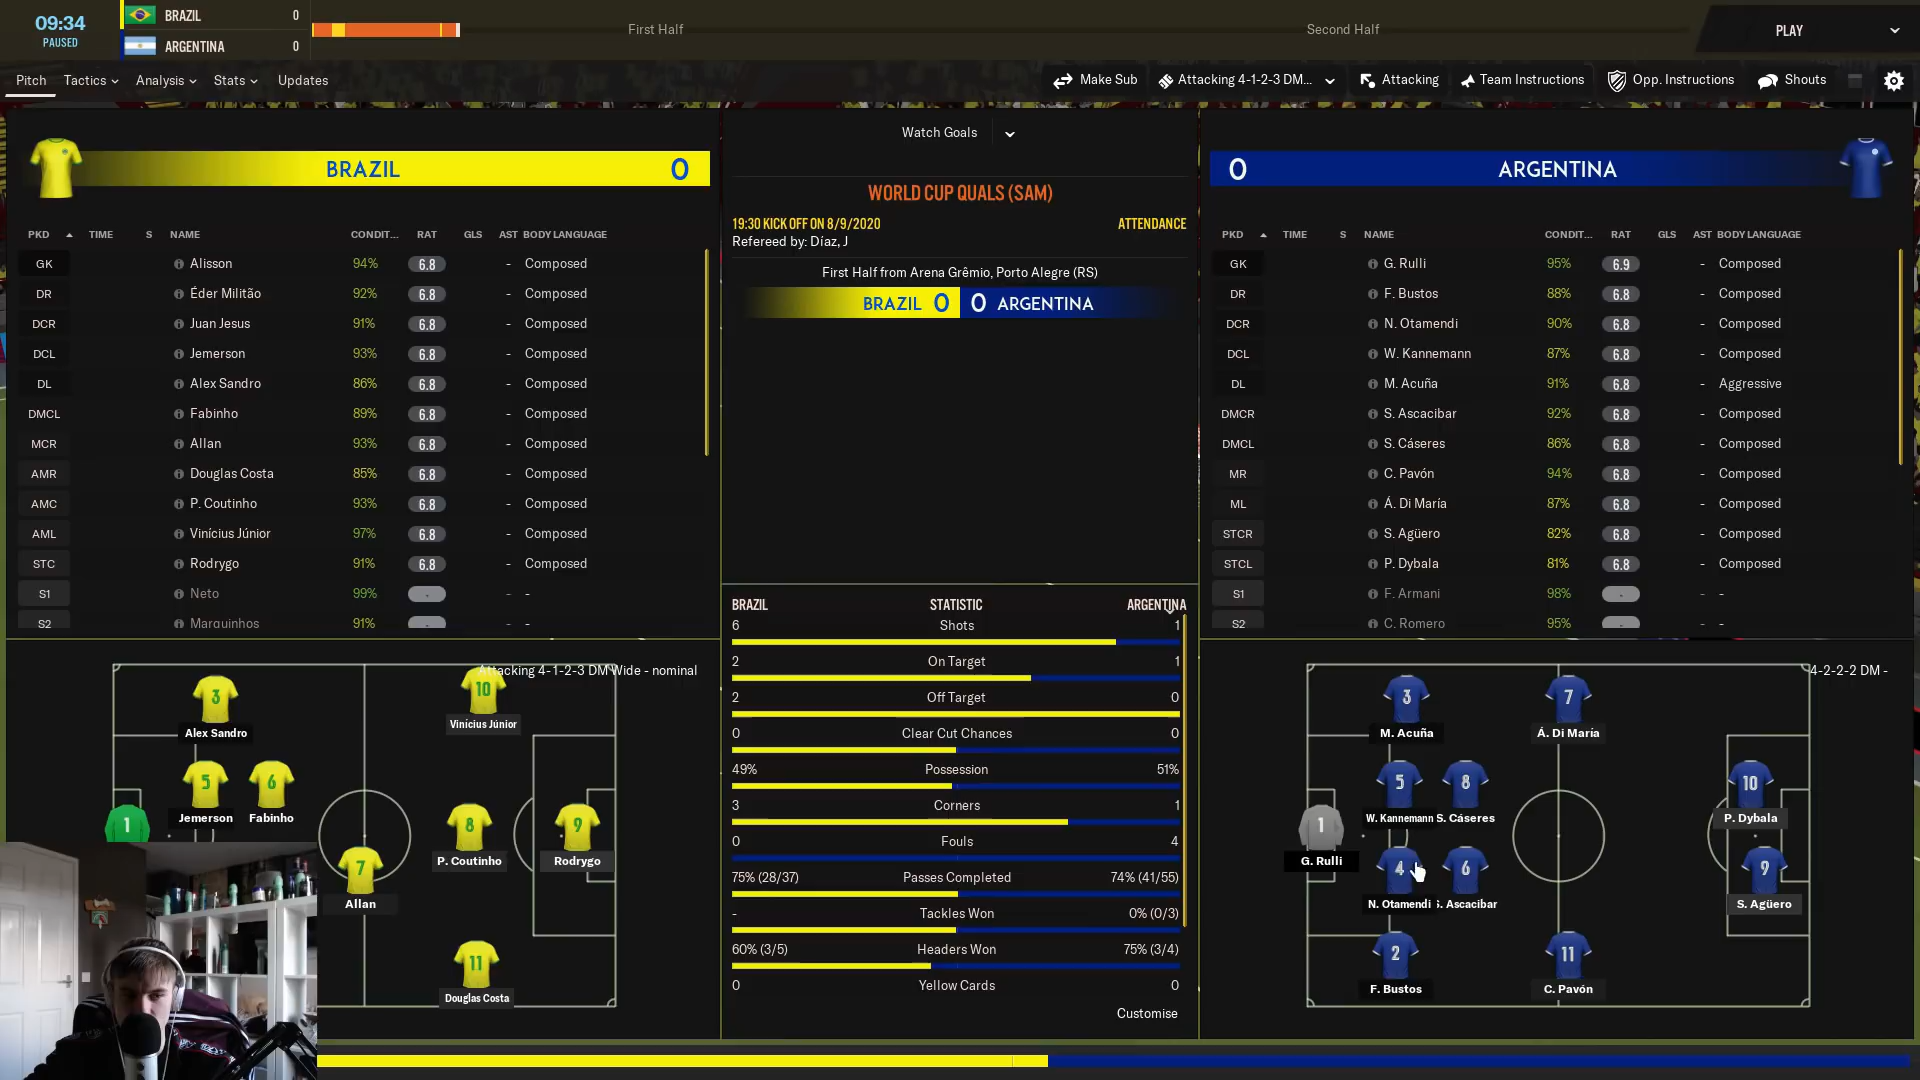 09:34
PAUSED
BRAZIL 0
ARGENTINA 0
First Half
Second Half
PLAY
Pitch Tactics Analysis Stats Updates
Make Sub Attacking 4-1-2-3 DM... Attacking Team Instructions Opp. Instructions Shouts
BRAZIL 0
Watch Goals
0 ARGENTINA
WORLD CUP QUALS (SAM)
19:30 KICK OFF ON 8/9/2020 ATTENDANCE
Refereed by: Díaz, J
First Half from Arena Grêmio, Porto Alegre (RS)
BRAZIL 0 0 ARGENTINA
PKD TIME S NAME CONDIT... RAT GLS AST BODY LANGUAGE
GK Alisson 94% 6.8 - Composed
DR Éder Militão 92% 6.8 - Composed
DCR Juan Jesus 91% 6.8 - Composed
DCL Jemerson 93% 6.8 - Composed
DL Alex Sandro 86% 6.8 - Composed
DMCL Fabinho 89% 6.8 - Composed
MCR Allan 93% 6.8 - Composed
AMR Douglas Costa 85% 6.8 - Composed
AMC P. Coutinho 93% 6.8 - Composed
AML Vinícius Júnior 97% 6.8 - Composed
STC Rodrygo 91% 6.8 - Composed
S1 Neto 99% - - -
S2 Marquinhos 91% - - -
PKD TIME S NAME CONDIT... RAT GLS AST BODY LANGUAGE
GK G. Rulli 95% 6.9 - Composed
DR F. Bustos 88% 6.8 - Composed
DCR N. Otamendi 90% 6.8 - Composed
DCL W. Kannemann 87% 6.8 - Composed
DL M. Acuña 91% 6.8 - Aggressive
DMCR S. Ascacibar 92% 6.8 - Composed
DMCL S. Cáseres 86% 6.8 - Composed
MR C. Pavón 94% 6.8 - Composed
ML Á. Di María 87% 6.8 - Composed
STCR S. Agüero 82% 6.8 - Composed
STCL P. Dybala 81% 6.8 - Composed
S1 F. Armani 98% - - -
S2 C. Romero 95% - - -
BRAZIL STATISTIC ARGENTINA
6 Shots 1
2 On Target 1
2 Off Target 0
0 Clear Cut Chances 0
49% Possession 51%
3 Corners 1
0 Fouls 4
75% (28/37) Passes Completed 74% (41/55)
- Tackles Won 0% (0/3)
60% (3/5) Headers Won 75% (3/4)
0 Yellow Cards 0
Customise
Attacking 4-1-2-3 DM Wide - nominal
3
Alex Sandro
10
Vinícius Júnior
5
Jemerson
6
Fabinho
1
8
P. Coutinho
9
Rodrygo
7
Allan
11
Douglas Costa
4-2-2-2 DM -
3
M. Acuña
7
Á. Di María
5
W. Kannemann
8
S. Cáseres
10
P. Dybala
1
G. Rulli
4
N. Otamendi
6
S. Ascacibar
9
S. Agüero
2
F. Bustos
11
C. Pavón